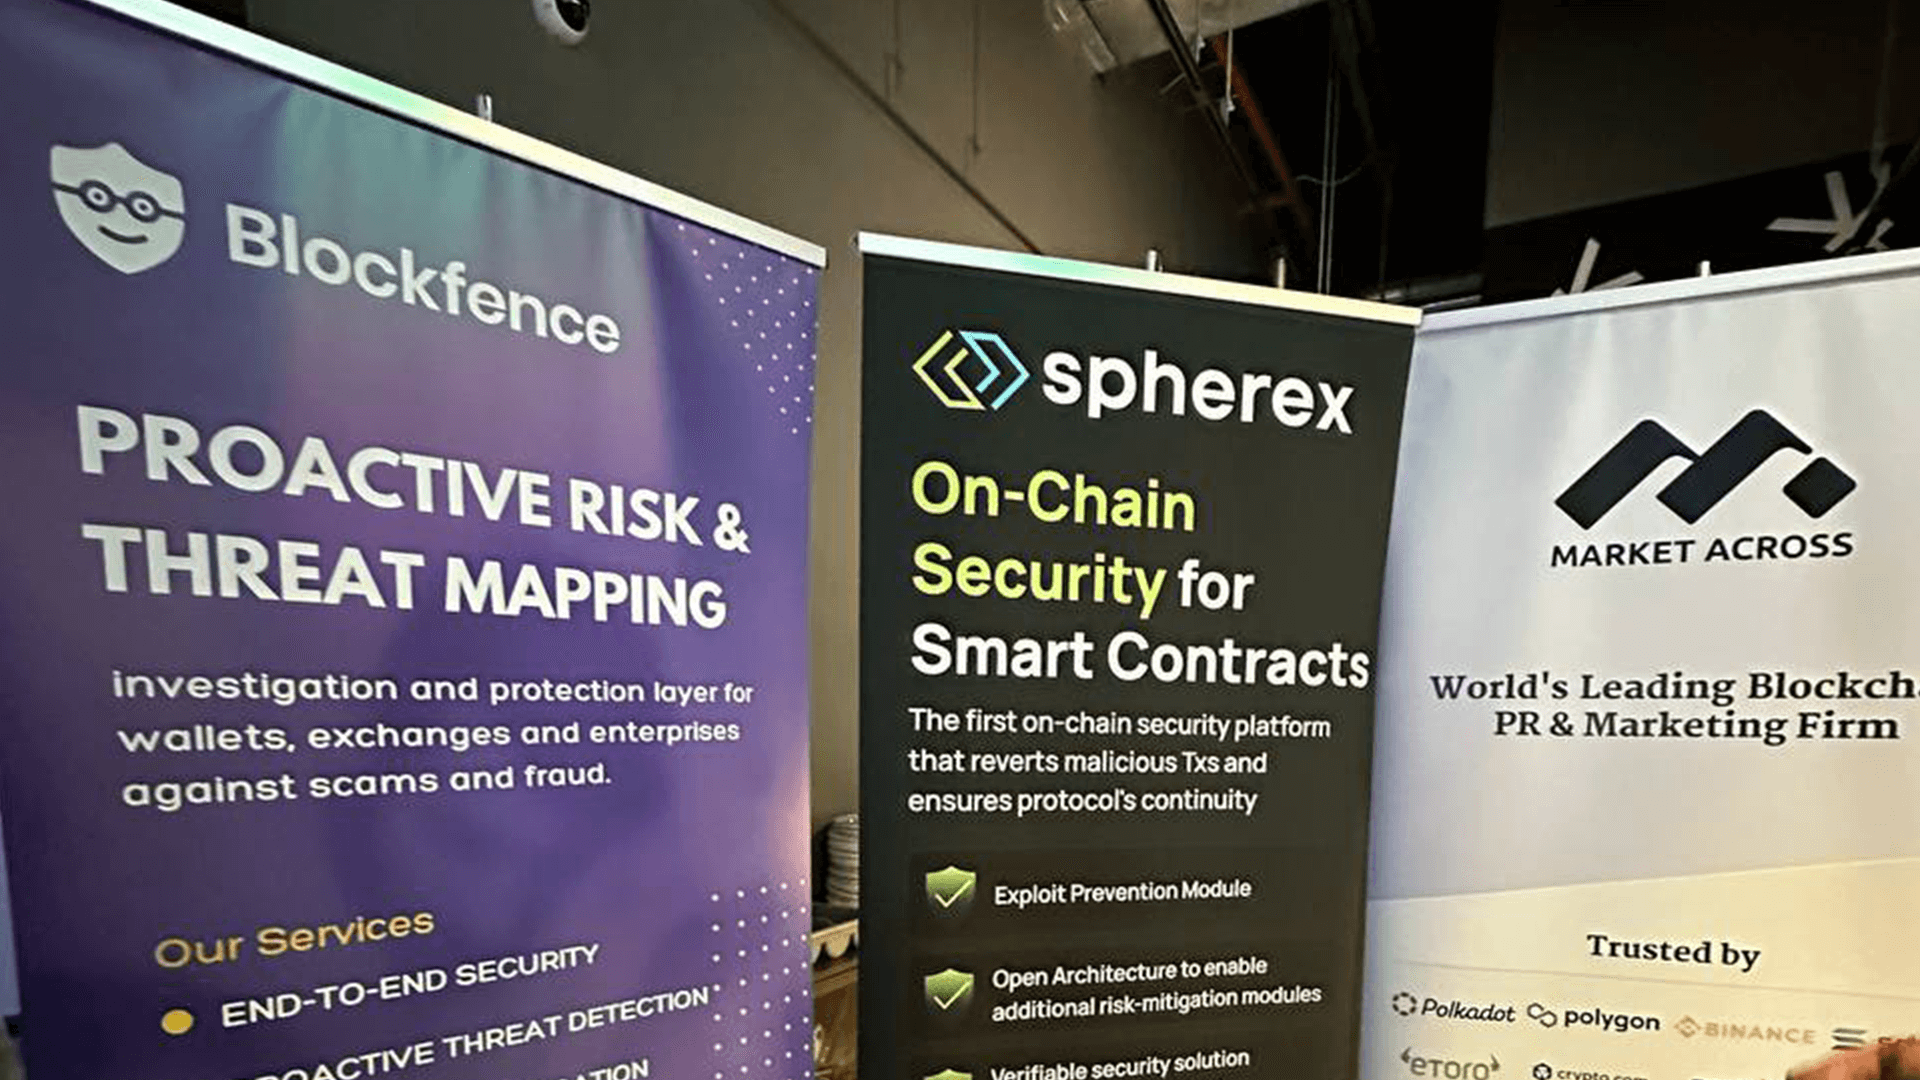 Blockfence
PROACTIVE RISK &
THREAT MAPPING
investigation and protection layer for
wallets, exchanges and enterprises
against scams and fraud.
Our Services
END-TO-END SECURITY
PROACTIVE THREAT DETECTION
spherex
On-Chain
Security for
Smart Contracts
The first on-chain security platform
that reverts malicious Txs and
ensures protocol's continuity
Exploit Prevention Module
Open Architecture to enable
additional risk-mitigation modules
Verifiable security solution
MARKET ACROSS
World's Leading Blockch
PR & Marketing Firm
Trusted by
Polkadot polygon BINANCE
eToro crypto.com